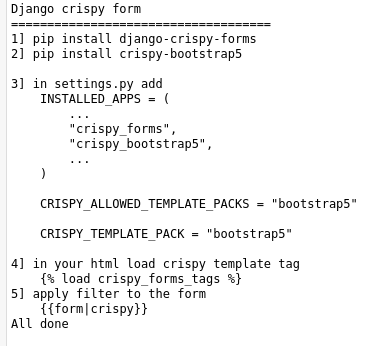 Django crispy form
====================================
1] pip install django-crispy-forms
2] pip install crispy-bootstrap5
3] in settings.py add
INSTALLED_APPS = (
...
"crispy_forms",
"crispy_bootstrap5",
...
)
CRISPY_ALLOWED_TEMPLATE_PACKS = "bootstrap5"
CRISPY_TEMPLATE_PACK = "bootstrap5"
4] in your html load crispy template tag
{% load crispy_forms_tags %}
5] apply filter to the form
{{form|crispy}}
All done